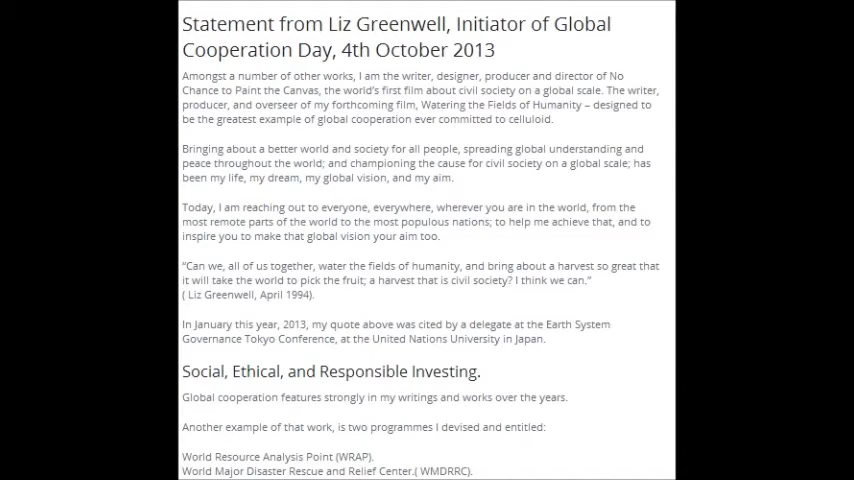 Statement from Liz Greenwell, Initiator of Global
Cooperation Day, 4th October 2013
Amongst a number of other works, I am the writer, designer, producer and director of No
Chance to Paint the Canvas, the world's first film about civil society on a global scale. The writer,
producer, and overseer of my forthcoming film, Watering the Fields of Humanity – designed to
be the greatest example of global cooperation ever committed to celluloid.
Bringing about a better world and society for all people, spreading global understanding and
peace throughout the world; and championing the cause for civil society on a global scale; has
been my life, my dream, my global vision, and my aim.
Today, I am reaching out to everyone, everywhere, wherever you are in the world, from the
most remote parts of the world to the most populous nations; to help me achieve that, and to
inspire you to make that global vision your aim too.
“Can we, all of us together, water the fields of humanity, and bring about a harvest so great that
it will take the world to pick the fruit; a harvest that is civil society? I think we can.”
( Liz Greenwell, April 1994).
In January this year, 2013, my quote above was cited by a delegate at the Earth System
Governance Tokyo Conference, at the United Nations University in Japan.
Social, Ethical, and Responsible Investing.
Global cooperation features strongly in my writings and works over the years.
Another example of that work, is two programmes I devised and entitled:
World Resource Analysis Point (WRAP).
World Major Disaster Rescue and Relief Center.( WMDRRC).